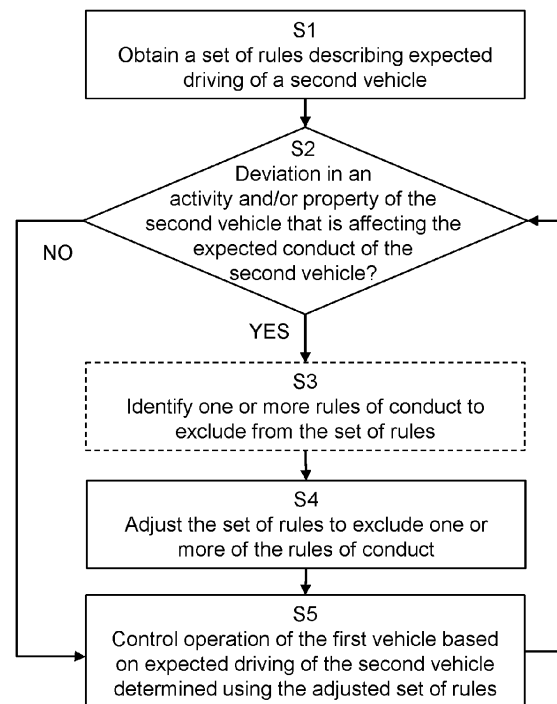 S1
Obtain a set of rules describing expected
driving of a second vehicle
S2
Deviation in an
activity and/or property of the
second vehicle that is affecting the
expected conduct of the
second vehicle?
NO
YES
S3
Identify one or more rules of conduct to
exclude from the set of rules
S4
Adjust the set of rules to exclude one or
more of the rules of conduct
S5
Control operation of the first vehicle based
on expected driving of the second vehicle
determined using the adjusted set of rules